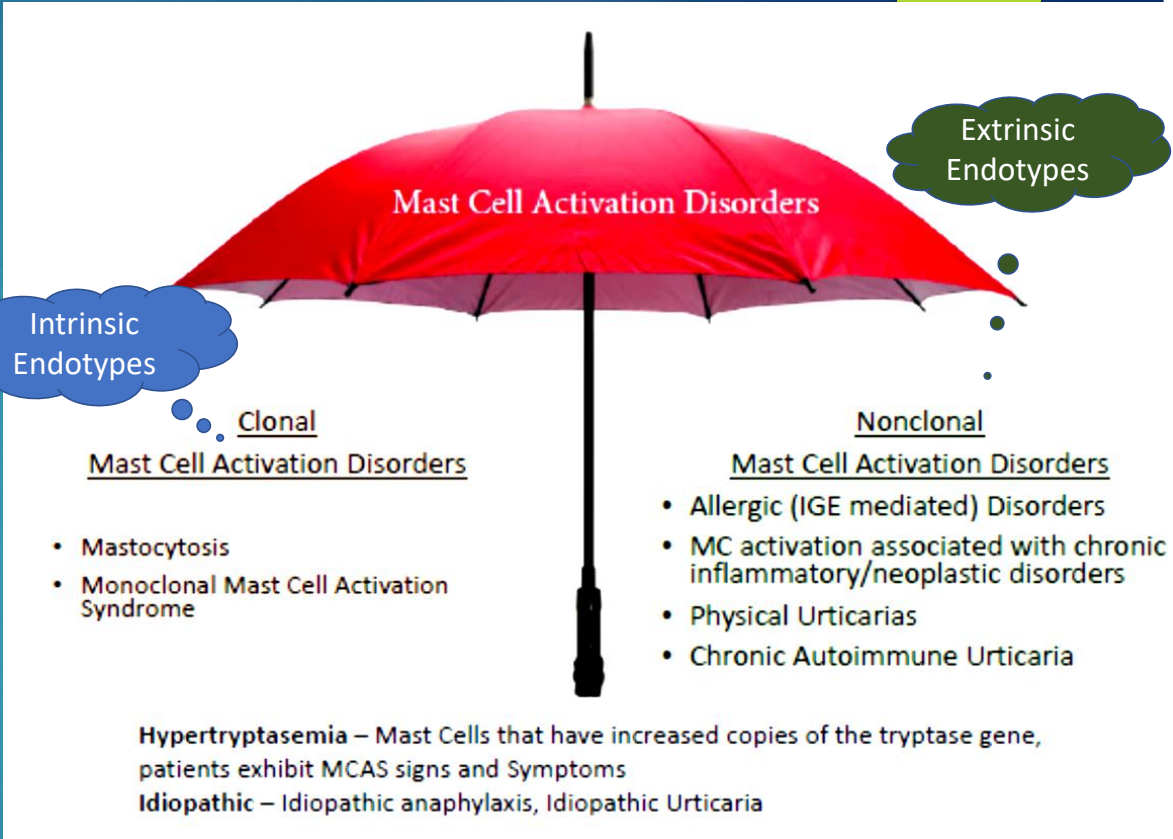 Extrinsic
Endotypes
Mast Cell Activation Disorders
Intrinsic
Endotypes
Clonal
Mast Cell Activation Disorders
• Mastocytosis
• Monoclonal Mast Cell Activation
Syndrome
Nonclonal
Mast Cell Activation Disorders
• Allergic (IGE mediated) Disorders
• MC activation associated with chronic
inflammatory/neoplastic disorders
• Physical Urticarias
• Chronic Autoimmune Urticaria
Hypertryptasemia – Mast Cells that have increased copies of the tryptase gene,
patients exhibit MCAS signs and Symptoms
Idiopathic – Idiopathic anaphylaxis, Idiopathic Urticaria